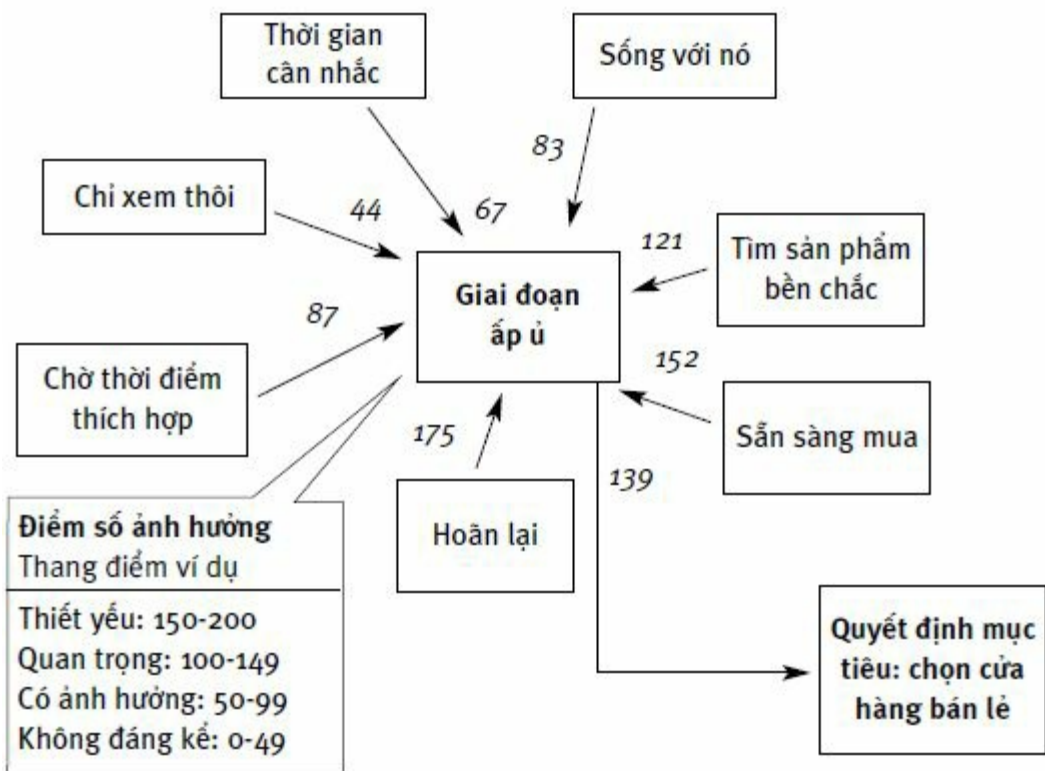 Thời gian
cân nhắc
Sống với nó
83
Chỉ xem thôi
44
67
121
Tìm sản phẩm
bền chắc
Giai đoạn
ấp ủ
87
Chờ thời điểm
thích hợp
152
Sẵn sàng mua
175
139
Hoãn lại
Điểm số ảnh hưởng
Thang điểm ví dụ
Thiết yếu: 150-200
Quan trọng: 100-149
Có ảnh hưởng: 50-99
Không đáng kể: 0-49
Quyết định mục
tiêu: chọn cửa
hàng bán lẻ